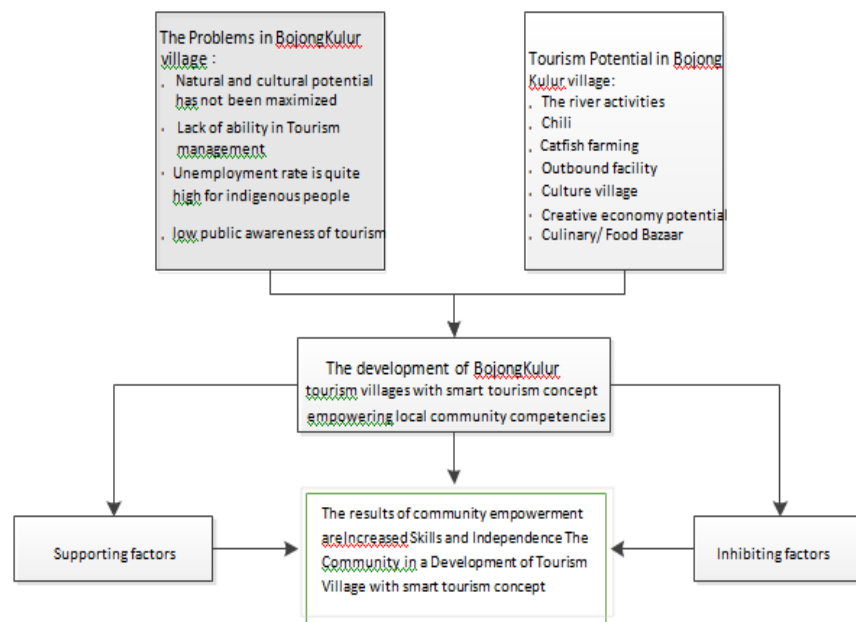 The Problems in BojongKulur
village :
. Natural and cultural potential
has not been maximized
· Lack of ability in Tourism
management
· Unemployment rate is quite
high for indigenous people
. low public awareness of tourism
Tourism Potential in Bojong
Kulur village:
. The river activities
. Chili
. Catfish farming
. Outbound facility
. Culture village
· Creative economy potential
. Culinary/ Food Bazaar
The development of BojongKulur
tourism villages with smart tourism concept
empowering local community competencies
Supporting factors
The results of community empowerment
areIncreased Skills and Independence The
Community in a Development of Tourism
Village with smart tourism concept
Inhibiting factors